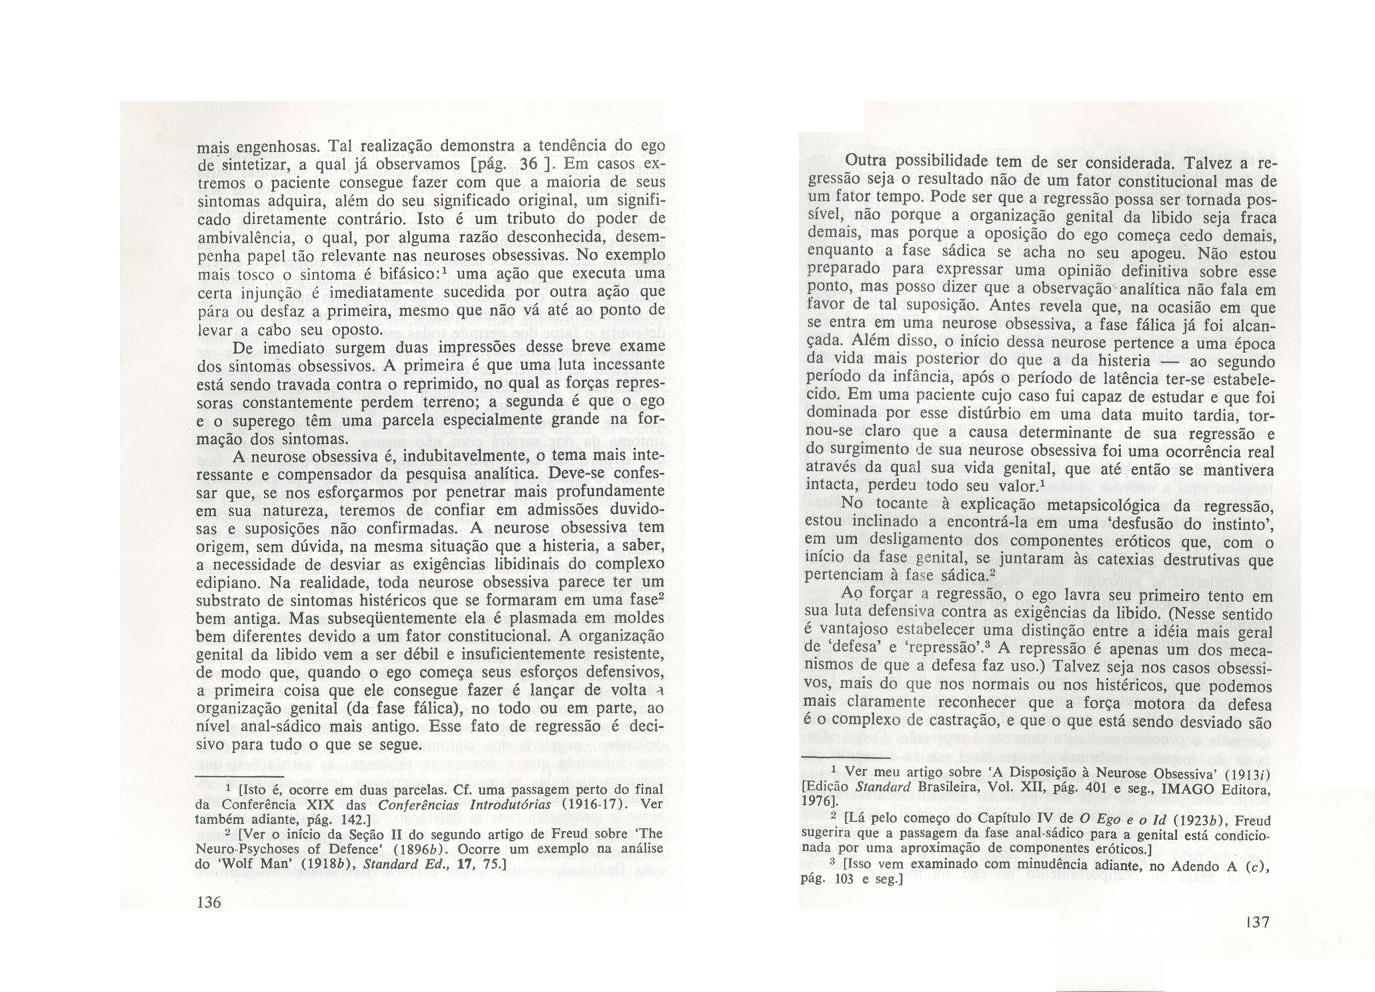 mais engenhosas. Tal realização demonstra a tendência do ego
de sintetizar, a qual já observamos [pág. 36 ]. Em casos ex-
tremos o paciente consegue fazer com que a maioria de seus
sintomas adquira, além do seu significado original, um signifi-
cado diretamente contrário. Isto é um tributo do poder de
ambivalência, o qual, por alguma razão desconhecida, desem-
penha papel tão relevante nas neuroses obsessivas. No exemplo
mais tosco o sintoma é bifásico:¹ uma ação que executa uma
certa injunção é imediatamente sucedida por outra ação que
pára ou desfaz a primeira, mesmo que não vá até ao ponto de
levar a cabo seu oposto.
De imediato surgem duas impressões desse breve exame
dos sintomas obsessivos. A primeira é que uma luta incessante
está sendo travada contra o reprimido, no qual as forças repres-
soras constantemente perdem terreno; a segunda é que o ego
e o superego têm uma parcela especialmente grande na for-
mação dos sintomas.
A neurose obsessiva é, indubitavelmente, o tema mais inte-
ressante e compensador da pesquisa analítica. Deve-se confes-
sar que, se nos esforçarmos por penetrar mais profundamente
em sua natureza, teremos de confiar em admissões duvido-
sas e suposições não confirmadas. A neurose obsessiva tem
origem, sem dúvida, na mesma situação que a histeria, a saber,
a necessidade de desviar as exigências libidinais do complexo
edipiano. Na realidade, toda neurose obsessiva parece ter um
substrato de sintomas histéricos que se formaram em uma fase²
bem antiga. Mas subseqüentemente ela é plasmada em moldes
bem diferentes devido a um fator constitucional. A organização
genital da libido vem a ser débil e insuficientemente resistente,
de modo que, quando o ego começa seus esforços defensivos,
a primeira coisa que ele consegue fazer é lançar de volta a
organização genital (da fase fálica), no todo ou em parte, ao
nível anal-sádico mais antigo. Esse fato de regressão é deci-
sivo para tudo o que se segue.
¹ [Isto é, ocorre em duas parcelas. Cf. uma passagem perto do final
da Conferência XIX das Conferências Introdutórias (1916-17). Ver
também adiante, pág. 142.]
² [Ver o início da Seção II do segundo artigo de Freud sobre 'The
Neuro-Psychoses of Defence' (1896b). Ocorre um exemplo na análise
do 'Wolf Man' (1918b), Standard Ed., 17, 75.]
136
Outra possibilidade tem de ser considerada. Talvez a re-
gressão seja o resultado não de um fator constitucional mas de
um fator tempo. Pode ser que a regressão possa ser tornada pos-
sível, não porque a organização genital da libido seja fraca
demais, mas porque a oposição do ego começa cedo demais,
enquanto a fase sádica se acha no seu apogeu. Não estou
preparado para expressar uma opinião definitiva sobre esse
ponto, mas posso dizer que a observação analítica não fala em
favor de tal suposição. Antes revela que, na ocasião em que
se entra em uma neurose obsessiva, a fase fálica já foi alcan-
çada. Além disso, o início dessa neurose pertence a uma época
da vida mais posterior do que a da histeria — ao segundo
período da infância, após o período de latência ter-se estabele-
cido. Em uma paciente cujo caso fui capaz de estudar e que foi
dominada por esse distúrbio em uma data muito tardia, tor-
nou-se claro que a causa determinante de sua regressão e
do surgimento de sua neurose obsessiva foi uma ocorrência real
através da qual sua vida genital, que até então se mantivera
intacta, perdeu todo seu valor.¹
No tocante à explicação metapsicológica da regressão,
estou inclinado a encontrá-la em uma 'desfusão do instinto',
em um desligamento dos componentes eróticos que, com o
início da fase genital, se juntaram às catexias destrutivas que
pertenciam à fase sádica.²
Ao forçar a regressão, o ego lavra seu primeiro tento em
sua luta defensiva contra as exigências da libido. (Nesse sentido
é vantajoso estabelecer uma distinção entre a idéia mais geral
de 'defesa' e 'repressão'.³ A repressão é apenas um dos meca-
nismos de que a defesa faz uso.) Talvez seja nos casos obsessi-
vos, mais do que nos normais ou nos histéricos, que podemos
mais claramente reconhecer que a força motora da defesa
é o complexo de castração, e que o que está sendo desviado são
¹ Ver meu artigo sobre 'A Disposição à Neurose Obsessiva' (1913i)
[Edição Standard Brasileira, Vol. XII, pág. 401 e seg., IMAGO Editora,
1976].
² [Lá pelo começo do Capítulo IV de O Ego e o Id (1923b), Freud
sugerira que a passagem da fase anal-sádico para a genital está condicio-
nada por uma aproximação de componentes eróticos.]
³ [Isso vem examinado com minudência adiante, no Adendo A (c),
pág. 103 e seg.]
137